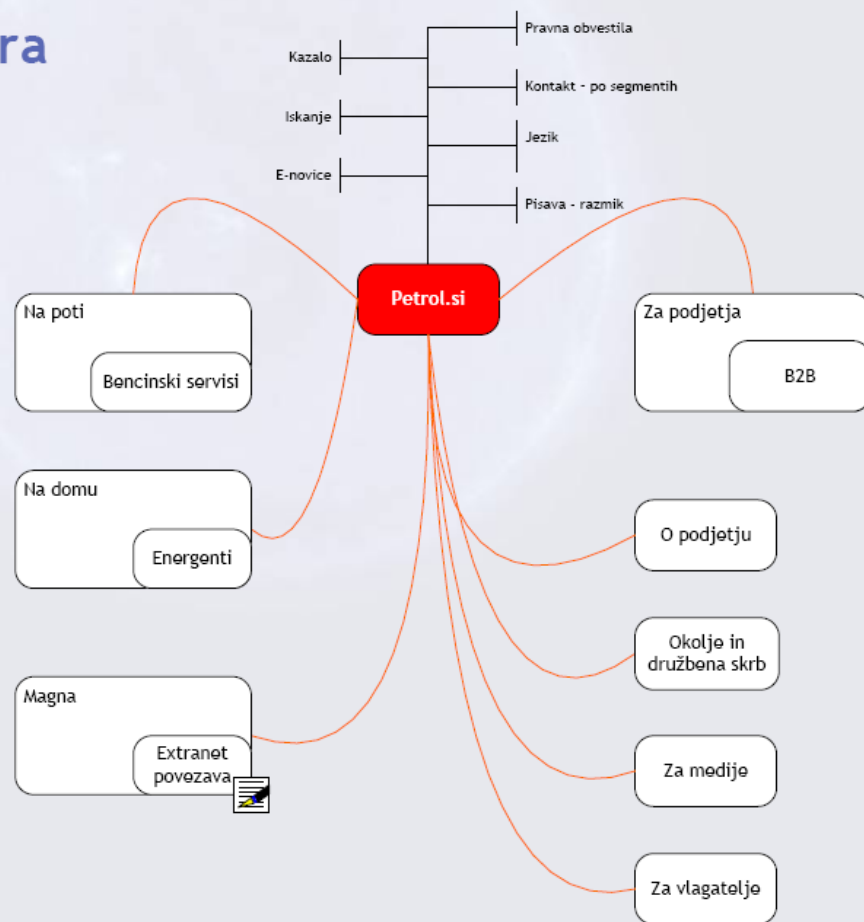 ra
Pravna obvestila
Kazalo
Kontakt - po segmentih
Iskanje
Jezik
E-novice
Pisava - razmik
Petrol.si
Na poti
Bencinski servisi
Za podjetja
B2B
Na domu
Energenti
O podjetju
Okolje in
družbena skrb
Magna
Extranet
povezava
Za medije
Za vlagatelje